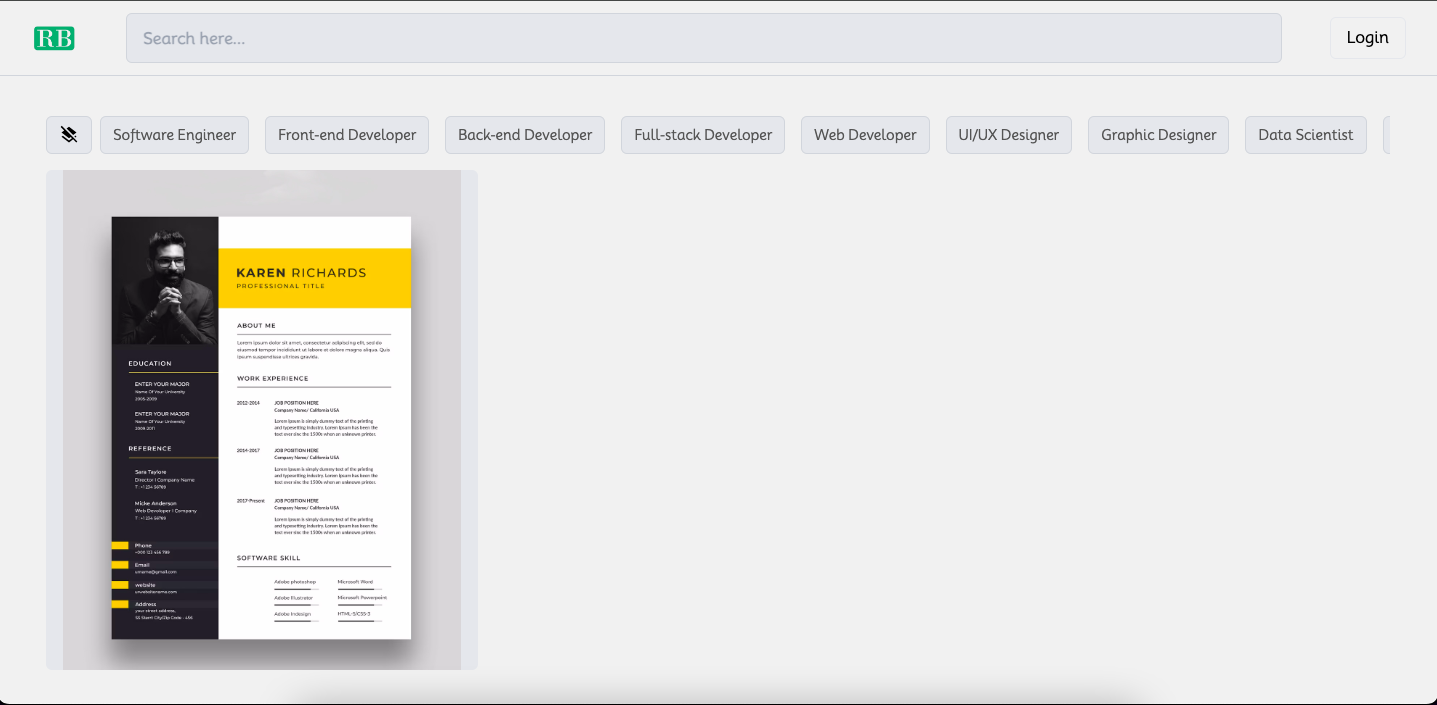 RB
Search here...
Login
Software Engineer
Front-end Developer
Back-end Developer
Full-stack Developer
Web Developer
UI/UX Designer
Graphic Designer
Data Scientist
KAREN RICHARDS
PROFESSIONAL TITLE
ABOUT ME
Lorem ipsum dolor sit amet, consectetur adipiscing elit, sed do
eiusmod tempor incididunt ut labore et dolore magna aliqua. Quis
ipsum suspendisse ultrices gravida.
WORK EXPERIENCE
2012-2014
JOB POSITION HERE
Company Name/ California USA
Lorem Ipsum is simply dummy text of the printing
and typesetting industry. Lorem Ipsum has been the
text ever sinc the 1500s when an unknown printer.
2014-2017
JOB POSITION HERE
Company Name/ California USA
Lorem Ipsum is simply dummy text of the printing
and typesetting industry. Lorem Ipsum has been the
text ever sinc the 1500s when an unknown printer.
2017-Present
JOB POSITION HERE
Company Name/ California USA
Lorem Ipsum is simply dummy text of the printing
and typesetting industry. Lorem Ipsum has been the
text ever sinc the 1500s when an unknown printer.
SOFTWARE SKILL
Adobe photoshop
Microsoft Word
Adobe Illustrator
Microsoft Powerpoint
Adobe Indesign
HTML-5/CSS-3
EDUCATION
ENTER YOUR MAJOR
Name Of Your University
2005-2009
ENTER YOUR MAJOR
Name Of Your University
2009-2011
REFERENCE
Sara Taylore
Director I Company Name
T : +1 234 56789
Micke Anderson
Web Developer I Company
T : +1 234 56789
Phone
+000 123 456 789
Email
urname@gmail.com
website
urwebsitename.com
Address
your street address,